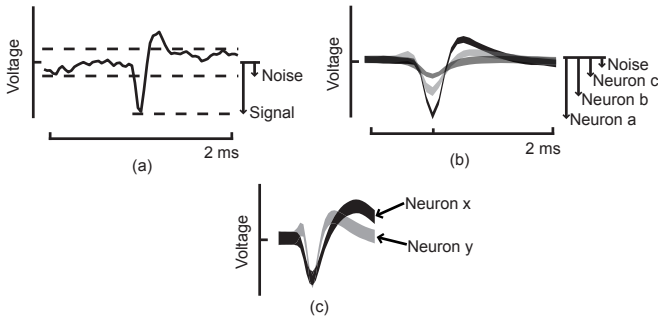 Voltage
Noise
Signal
2 ms
(a)
Voltage
Noise
Neuron c
Neuron b
Neuron a
2 ms
(b)
Voltage
Neuron x
Neuron y
(c)